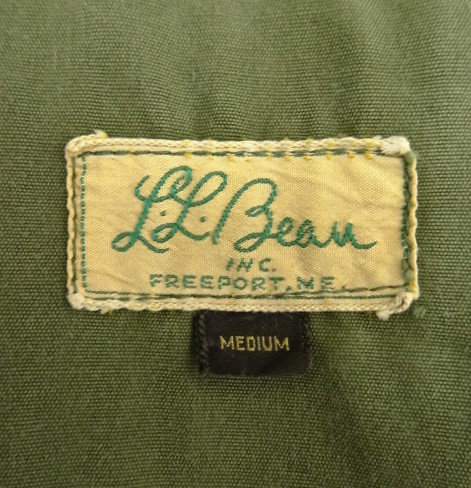 L.L. Bean
INC.
FREEPORT, ME.
MEDIUM